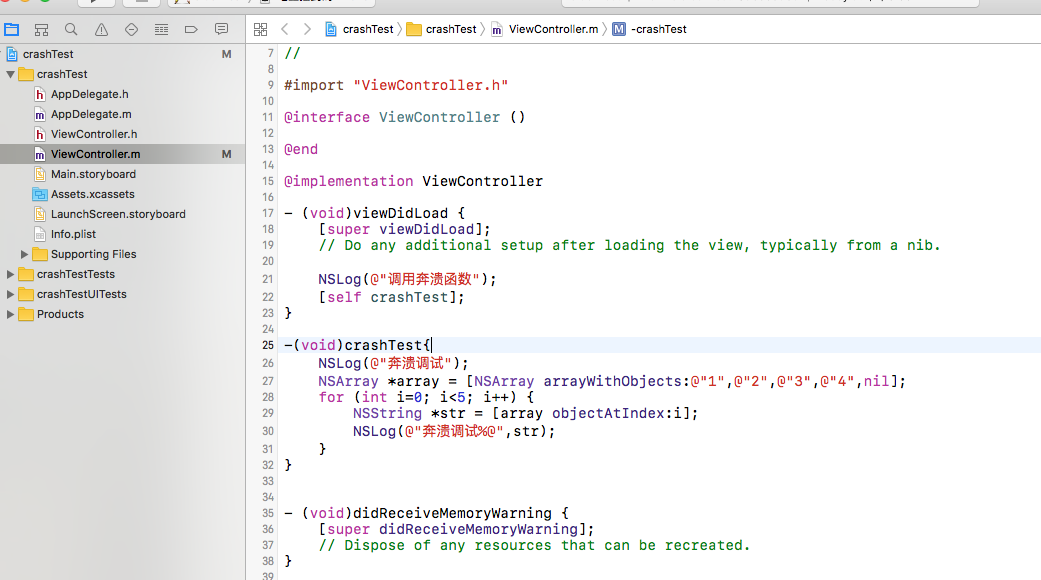 crashTest
crashTest
ViewController.m
-crashTest
crashTest M
crashTest
AppDelegate.h
AppDelegate.m
ViewController.h
ViewController.m M
Main.storyboard
Assets.xcassets
LaunchScreen.storyboard
Info.plist
Supporting Files
crashTestTests
crashTestUITests
Products
7 //
8
9 #import "ViewController.h"
10
11 @interface ViewController ()
12
13 @end
14
15 @implementation ViewController
16
17 - (void)viewDidLoad {
18 [super viewDidLoad];
19 // Do any additional setup after loading the view, typically from a nib.
20
21 NSLog(@"调用奔溃函数");
22 [self crashTest];
23 }
24
25 -(void)crashTest{
26 NSLog(@"奔溃调试");
27 NSArray *array = [NSArray arrayWithObjects:@"1",@"2",@"3",@"4",nil];
28 for (int i=0; i<5; i++) {
29 NSString *str = [array objectAtIndex:i];
30 NSLog(@"奔溃调试%@",str);
31 }
32 }
33
34
35 - (void)didReceiveMemoryWarning {
36 [super didReceiveMemoryWarning];
37 // Dispose of any resources that can be recreated.
38 }
39